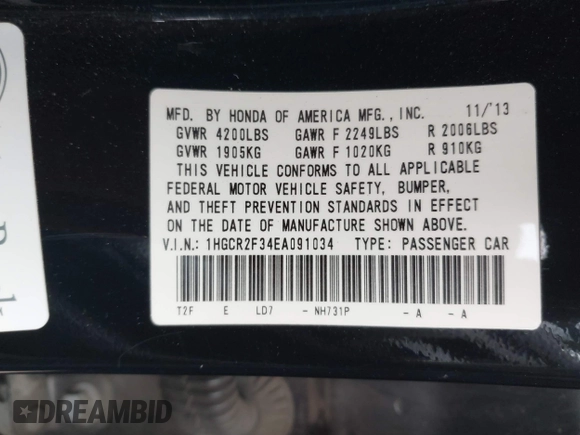 MFD. BY HONDA OF AMERICA MFG., INC. 11/'13
GVWR 4200LBS GAWR F 2249LBS R 2006LBS
GVWR 1905KG GAWR F 1020KG R 910KG
THIS VEHICLE CONFORMS TO ALL APPLICABLE
FEDERAL MOTOR VEHICLE SAFETY, BUMPER,
AND THEFT PREVENTION STANDARDS IN EFFECT
ON THE DATE OF MANUFACTURE SHOWN ABOVE.
V.I.N.: 1HGCR2F34EA091034 TYPE: PASSENGER CAR
T2F E LD7 - NH731P - A - A
DREAMBID